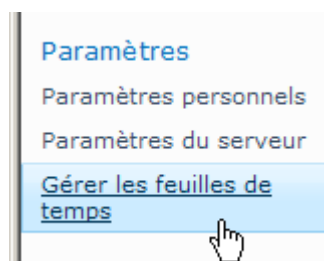 Paramètres
Paramètres personnels
Paramètres du serveur
Gérer les feuilles de
temps